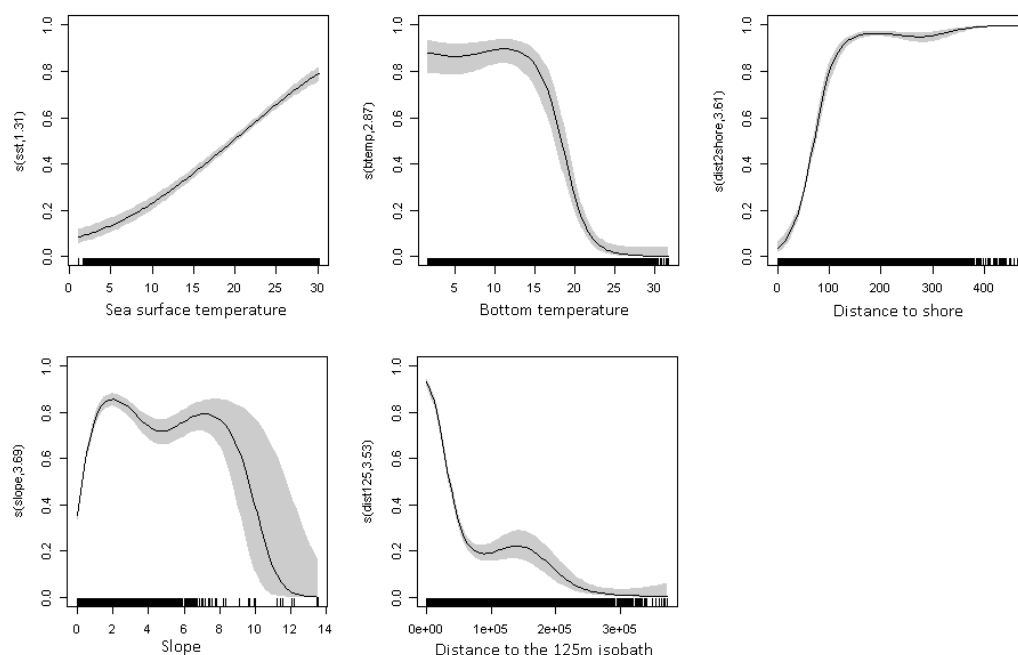 s(sst,1.31)
0.0 0.2 0.4 0.6 0.8 1.0
0 5 10 15 20 25 30
Sea surface temperature
s(btemp,2.87)
0.0 0.2 0.4 0.6 0.8 1.0
5 10 15 20 25 30
Bottom temperature
s(dist2shore,3.61)
0.0 0.2 0.4 0.6 0.8 1.0
0 100 200 300 400
Distance to shore
s(slope,3.69)
0.0 0.2 0.4 0.6 0.8 1.0
0 2 4 6 8 10 12 14
Slope
s(dist125,3.53)
0.0 0.2 0.4 0.6 0.8 1.0
0e+00 1e+05 2e+05 3e+05
Distance to the 125m isobath